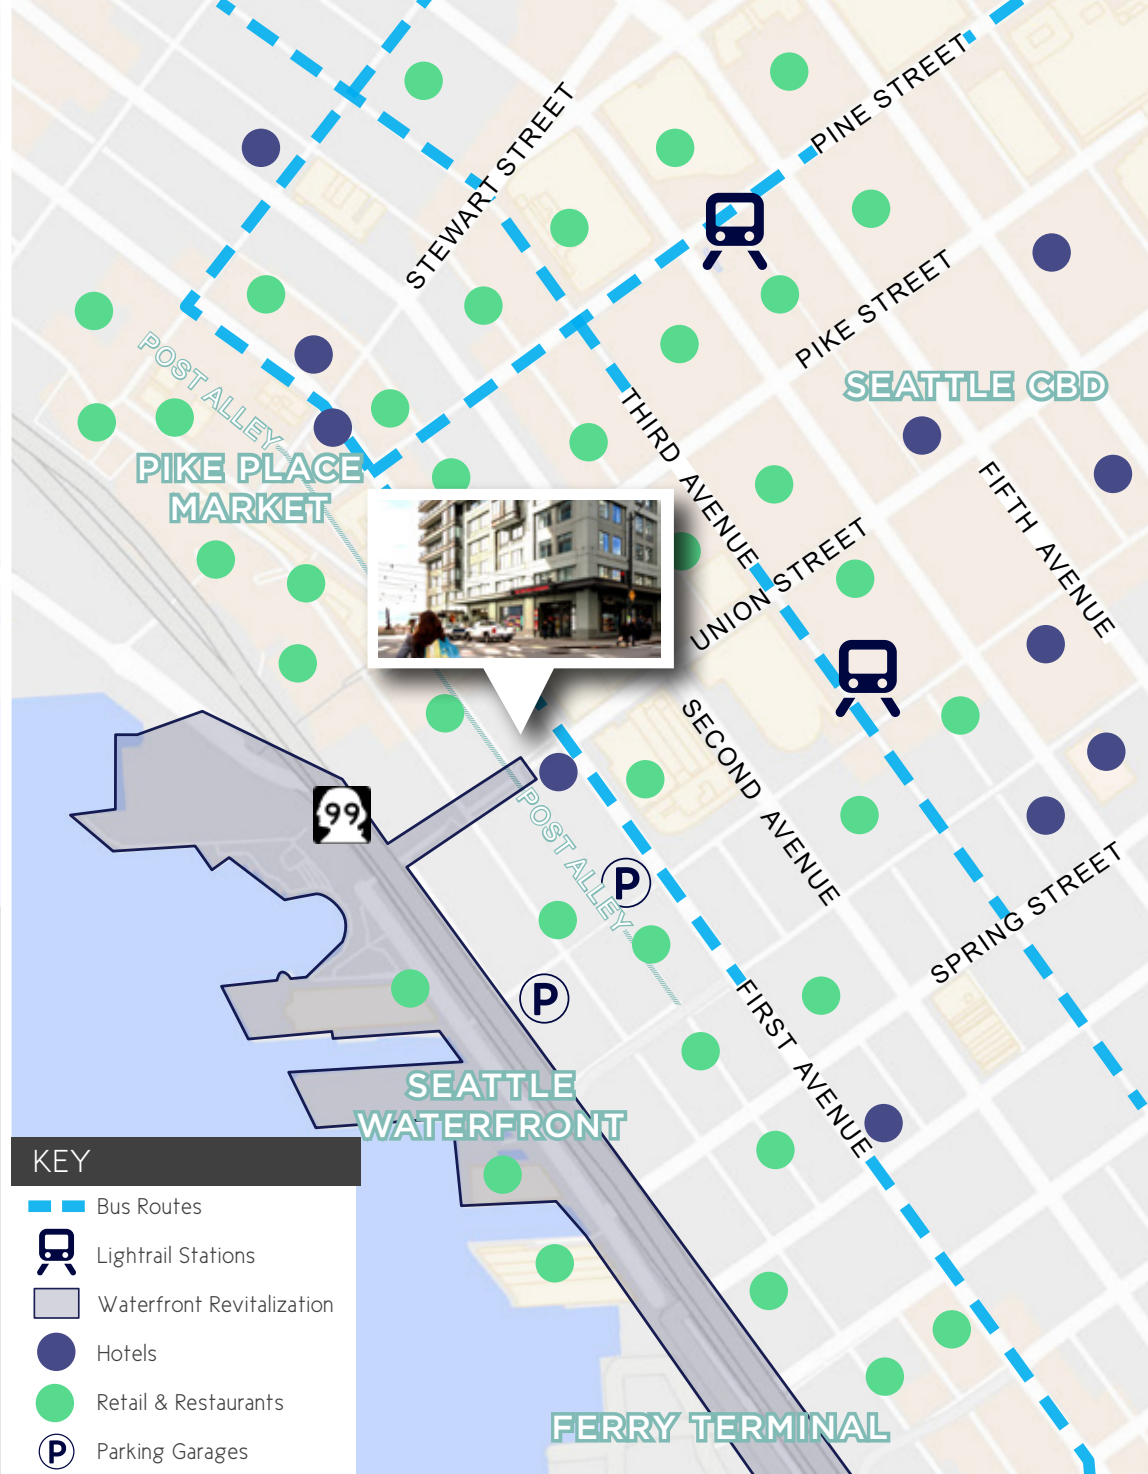 STEWART STREET
PINE STREET
PIKE STREET
SEATTLE CBD
POST ALLEY
THIRD AVENUE
PIKE PLACE
MARKET
FIFTH AVENUE
UNION STREET
SECOND AVENUE
99
POST ALLEY
P
SPRING STREET
P
FIRST AVENUE
SEATTLE
WATERFRONT
FERRY TERMINAL
KEY
Bus Routes
Lightrail Stations
Waterfront Revitalization
Hotels
Retail & Restaurants
P Parking Garages